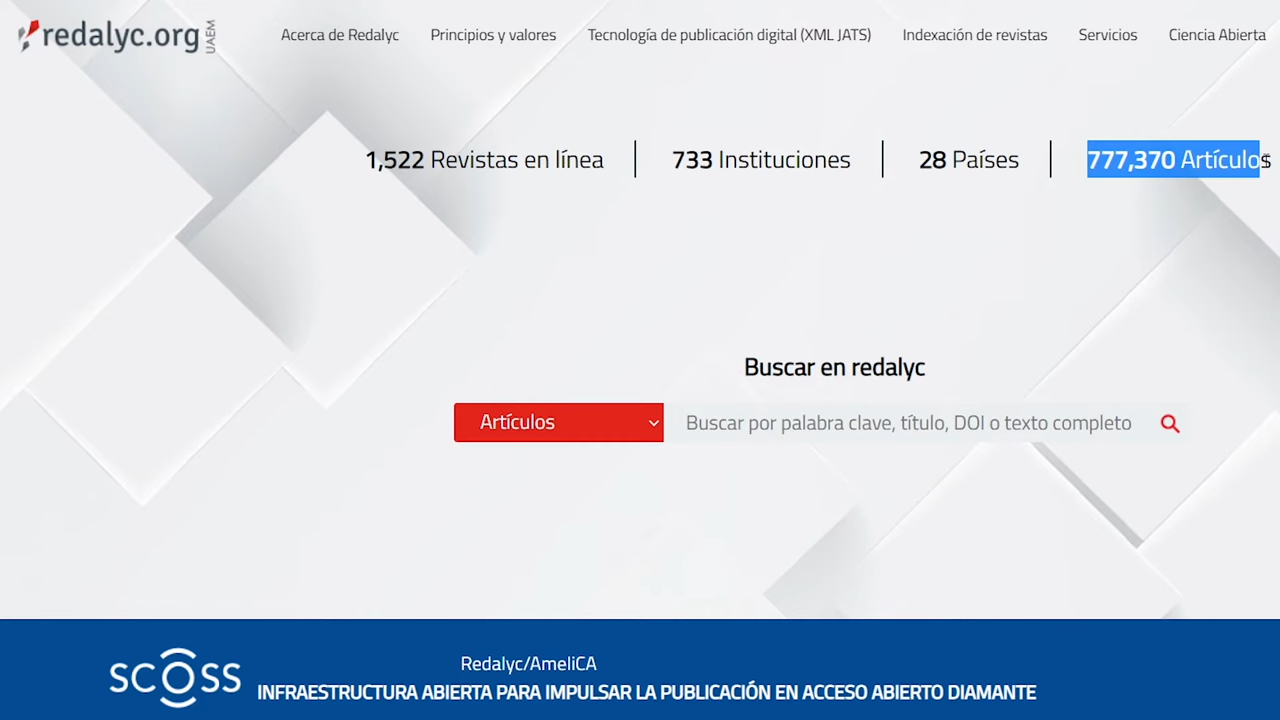 redalyc.org UAEM
Acerca de Redalyc Principios y valores Tecnología de publicación digital (XML JATS) Indexación de revistas Servicios Ciencia Abierta
1,522 Revistas en línea 733 Instituciones 28 Países 777,370 Artículos
Buscar en redalyc
Artículos Buscar por palabra clave, título, DOI o texto completo
SCOSS
Redalyc/AmeliCA
INFRAESTRUCTURA ABIERTA PARA IMPULSAR LA PUBLICACIÓN EN ACCESO ABIERTO DIAMANTE